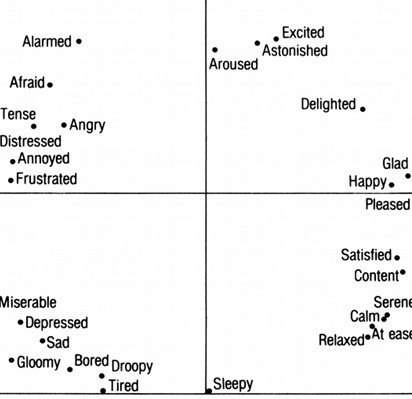 Excited
Alarmed
Astonished
Aroused
Afraid
Delighted
Tense
Angry
Distressed
Annoyed
Glad
Frustrated
Happy
Pleased
Satisfied
Content
Miserable
Serene
Calm
Depressed
At ease
Relaxed
Sad
Gloomy
Bored
Droopy
Tired
Sleepy